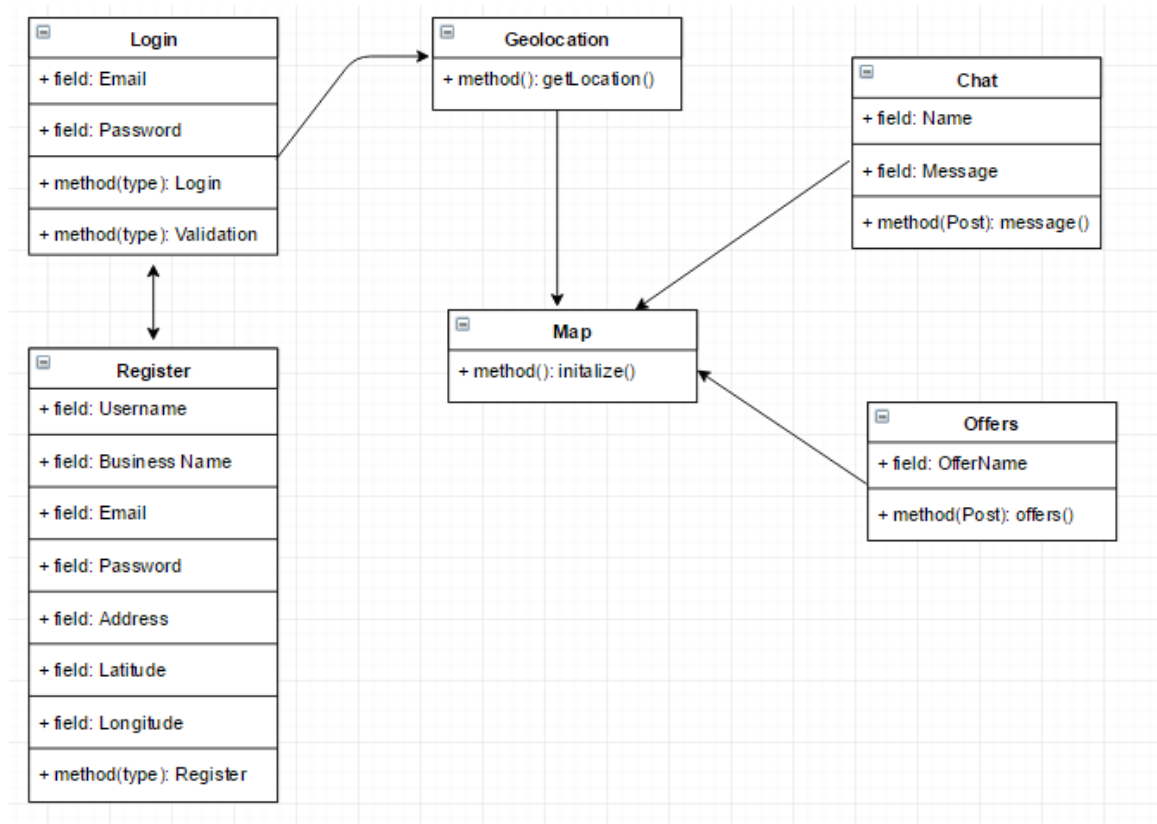 Login
+ field: Email
+ field: Password
+ method(type): Login
+ method(type): Validation
Geolocation
+ method(): getLocation()
Chat
+ field: Name
+ field: Message
+ method(Post): message()
Map
+ method(): initalize()
Register
+ field: Username
+ field: Business Name
+ field: Email
+ field: Password
+ field: Address
+ field: Latitude
+ field: Longitude
+ method(type): Register
Offers
+ field: OfferName
+ method(Post): offers()